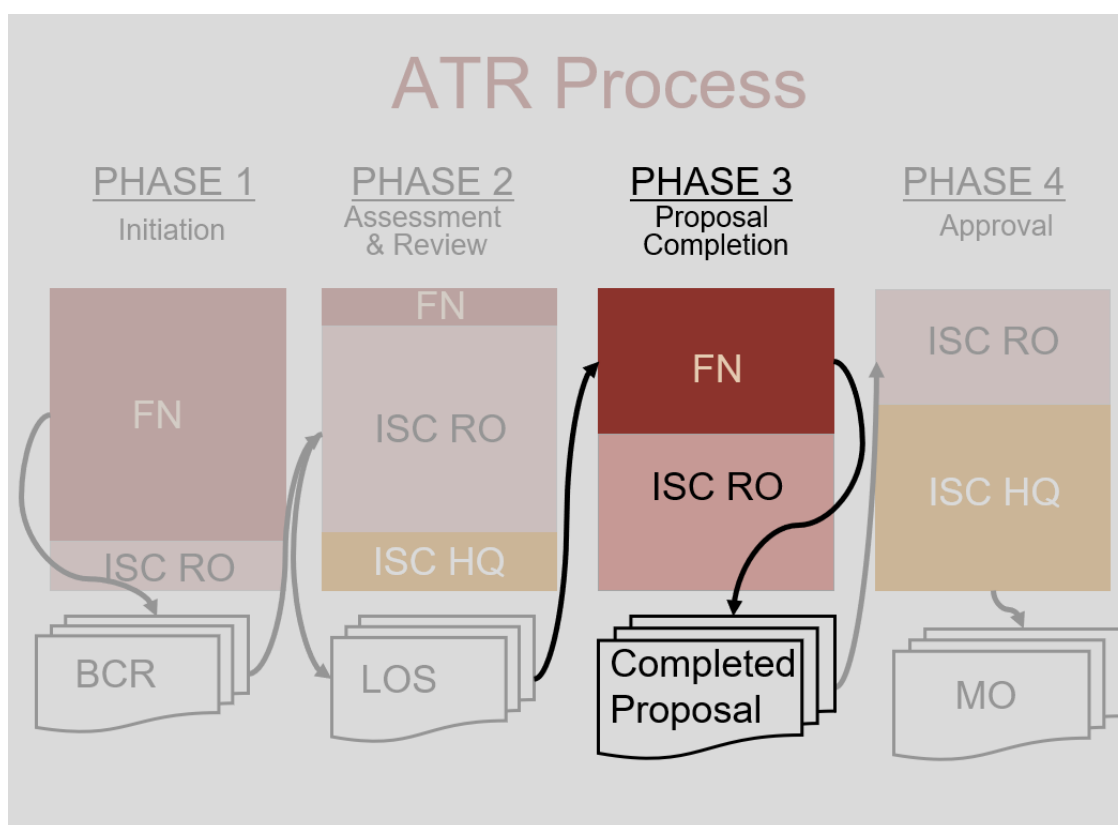 ATR Process
PHASE 1
Initiation
FN
ISC RO
BCR
PHASE 2
Assessment
& Review
FN
ISC RO
ISC HQ
LOS
PHASE 3
Proposal
Completion
FN
ISC RO
Completed
Proposal
PHASE 4
Approval
ISC RO
ISC HQ
MO